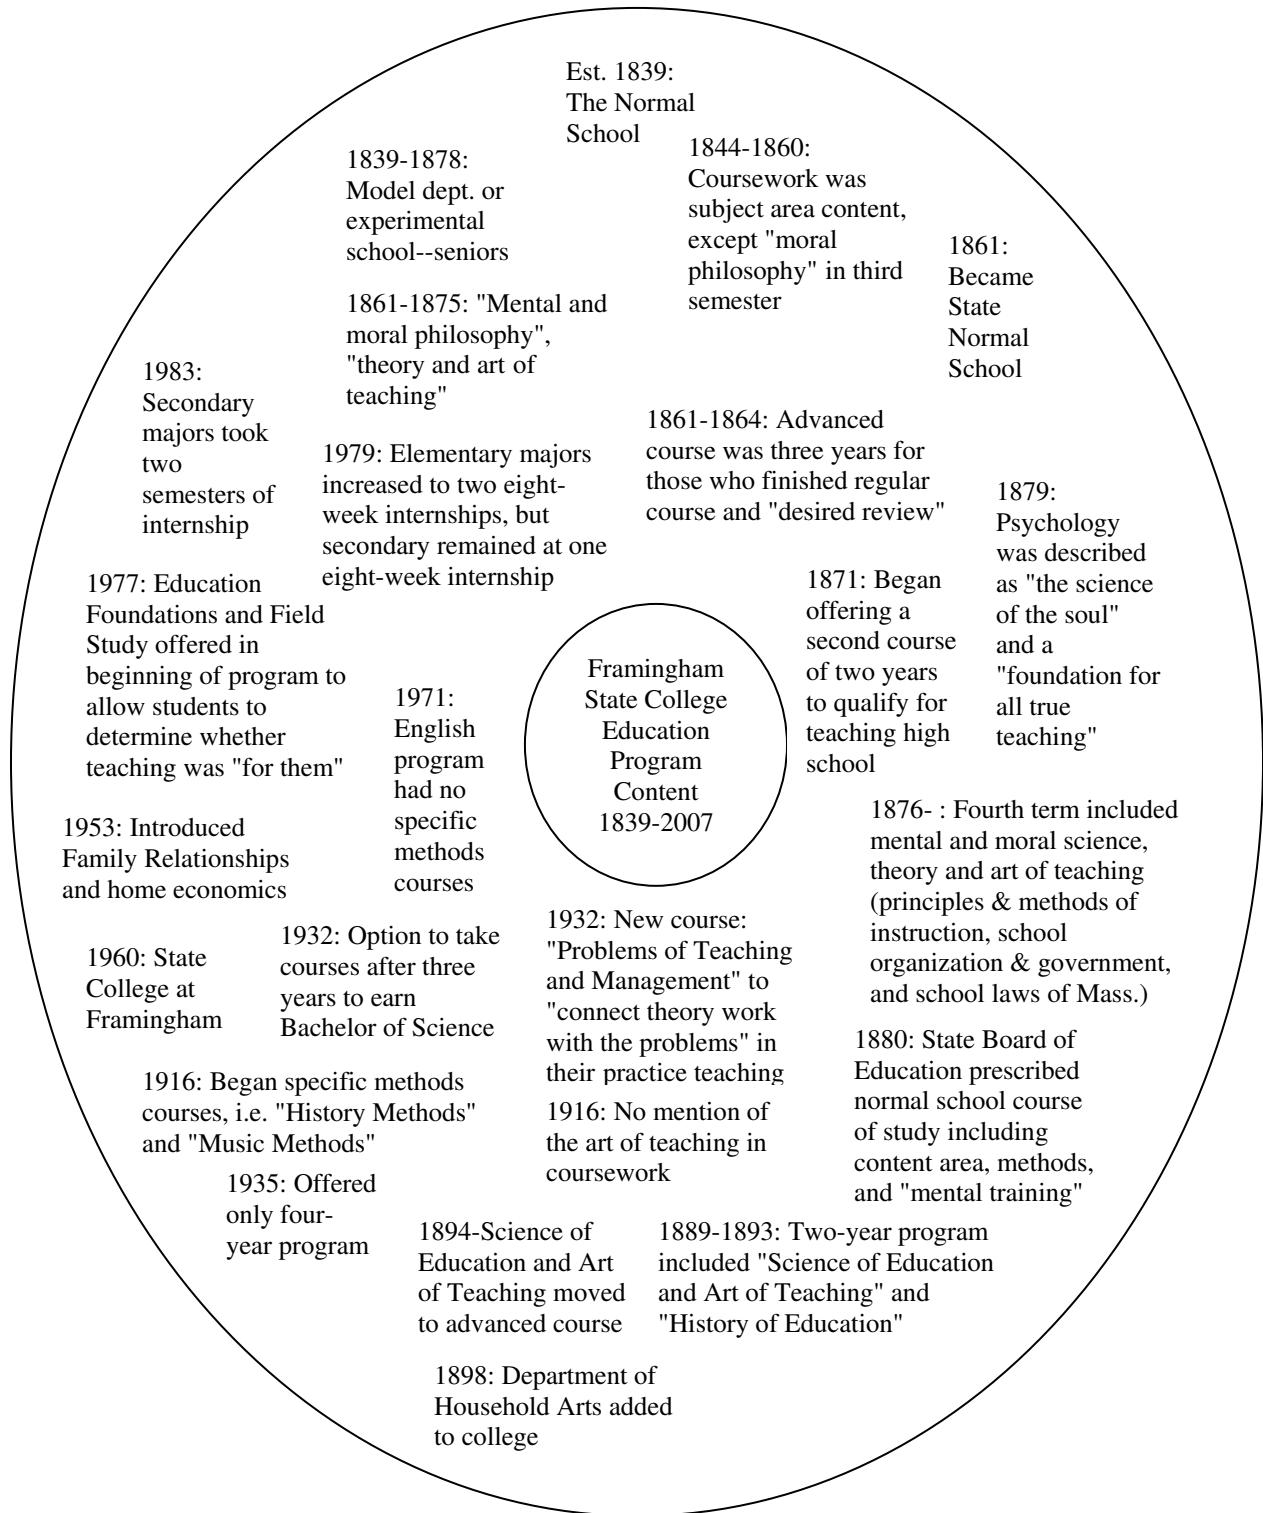 Est. 1839:
The Normal
School
1839-1878:
Model dept. or
experimental
school--seniors
1844-1860:
Coursework was
subject area content,
except "moral
philosophy" in third
semester
1861:
Became
State
Normal
School
1861-1875: "Mental and
moral philosophy",
"theory and art of
teaching"
1983:
Secondary
majors took
two
semesters of
internship
1979: Elementary majors
increased to two eight-
week internships, but
secondary remained at one
eight-week internship
1861-1864: Advanced
course was three years for
those who finished regular
course and "desired review"
1879:
Psychology
was described
as "the science
of the soul"
and a
"foundation for
all true
teaching"
1977: Education
Foundations and Field
Study offered in
beginning of program to
allow students to
determine whether
teaching was "for them"
1871: Began
offering a
second course
of two years
to qualify for
teaching high
school
1971:
English
program
had no
specific
methods
courses
Framingham
State College
Education
Program
Content
1839-2007
1876- : Fourth term included
mental and moral science,
theory and art of teaching
(principles & methods of
instruction, school
organization & government,
and school laws of Mass.)
1953: Introduced
Family Relationships
and home economics
1960: State
College at
Framingham
1932: Option to take
courses after three
years to earn
Bachelor of Science
1932: New course:
"Problems of Teaching
and Management" to
"connect theory work
with the problems" in
their practice teaching
1880: State Board of
Education prescribed
normal school course
of study including
content area, methods,
and "mental training"
1916: Began specific methods
courses, i.e. "History Methods"
and "Music Methods"
1916: No mention of
the art of teaching in
coursework
1935: Offered
only four-
year program
1894-Science of
Education and Art
of Teaching moved
to advanced course
1889-1893: Two-year program
included "Science of Education
and Art of Teaching" and
"History of Education"
1898: Department of
Household Arts added
to college